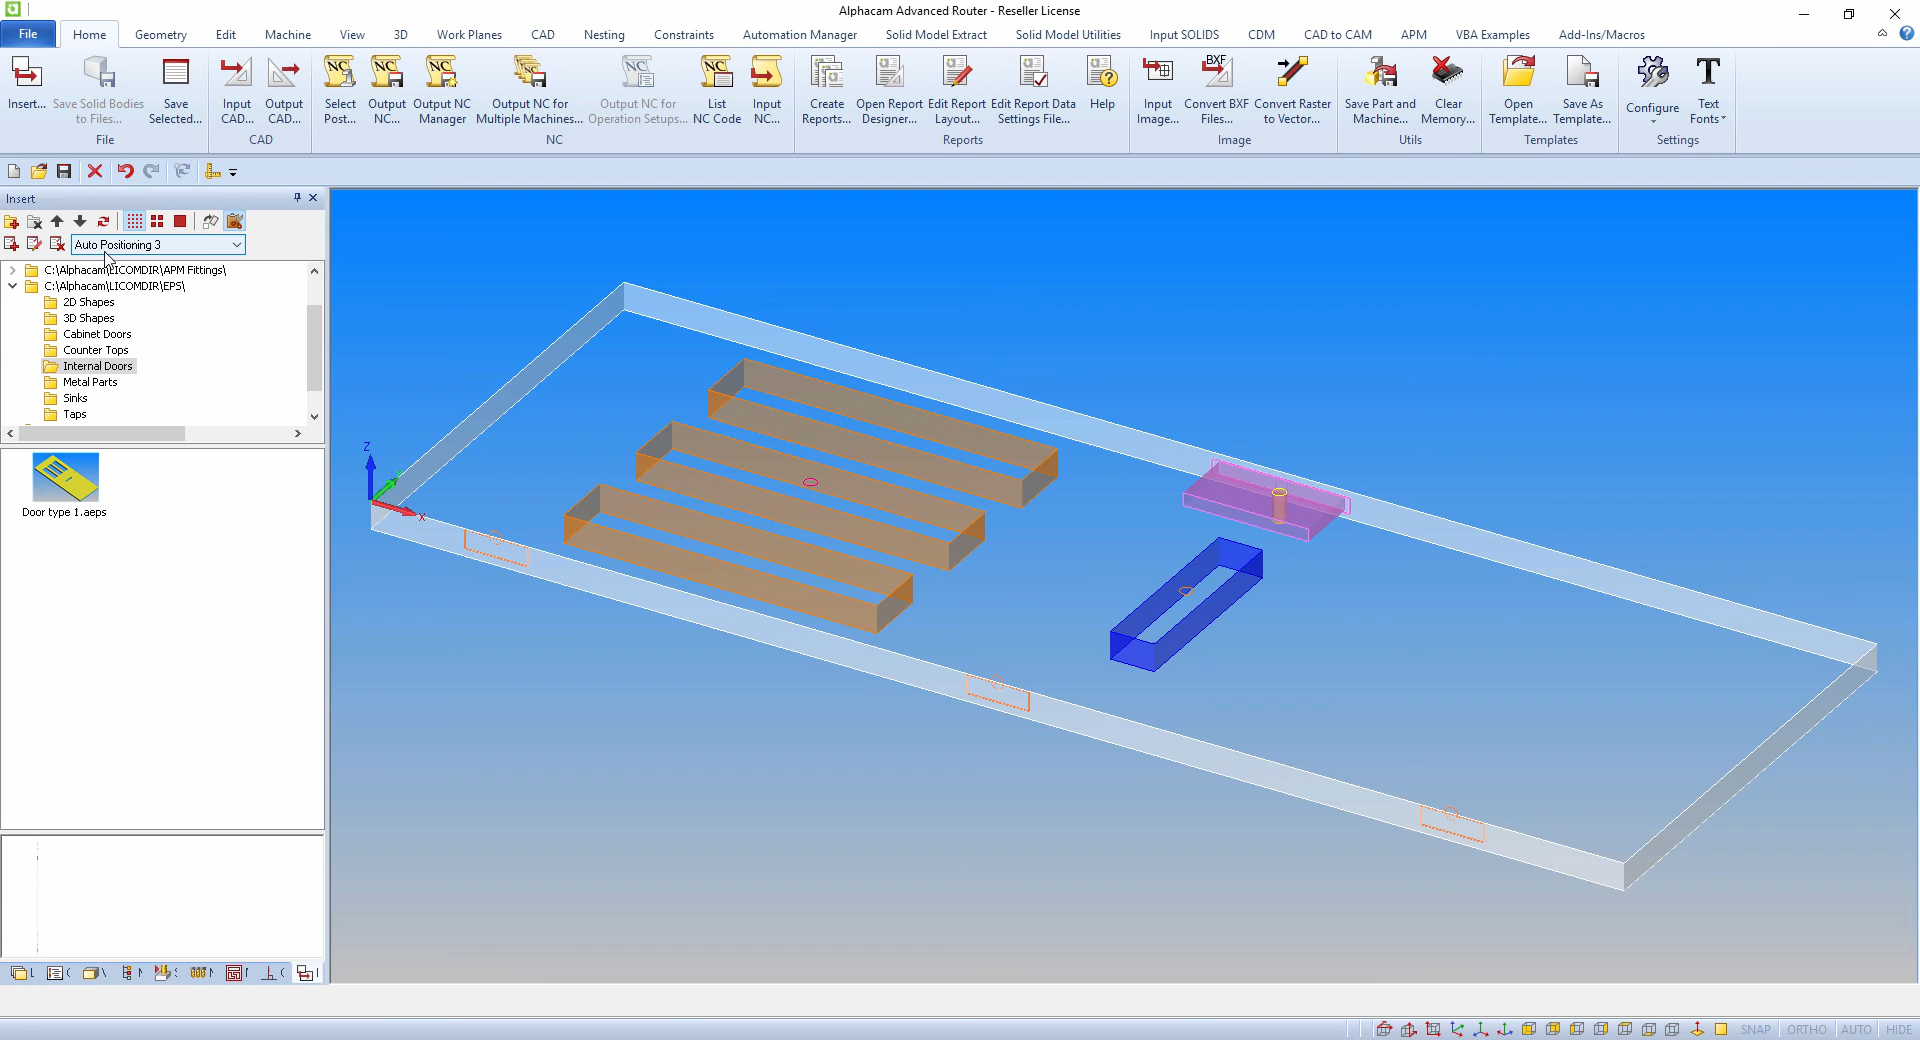 Alphacam Advanced Router - Reseller License
File Home Geometry Edit Machine View 3D Work Planes CAD Nesting Constraints Automation Manager Solid Model Extract Solid Model Utilities Input SOLIDS CDM CAD to CAM APM VBA Examples Add-Ins/Macros
Insert... Save Solid Bodies to Files... Save Selected...
File
Input CAD... Output CAD...
CAD
Select Post... Output NC... Output NC Manager Output NC for Multiple Machines... Output NC for Operation Setups... List NC Code Input NC...
NC
Create Reports... Open Report Designer... Edit Report Layout... Edit Report Data Settings File... Help
Reports
Input Image... Convert BXF Files... Convert Raster to Vector...
Image
Save Part and Machine... Clear Memory...
Utils
Open Template... Save As Template...
Templates
Configure Text Fonts
Settings
Insert
Auto Positioning 3
C:\Alphacam\LICOMDIR\APM Fittings\
C:\Alphacam\LICOMDIR\EPS\
2D Shapes
3D Shapes
Cabinet Doors
Counter Tops
Internal Doors
Metal Parts
Sinks
Taps
Door type 1.aeps
Z
X
SNAP ORTHO AUTO HIDE